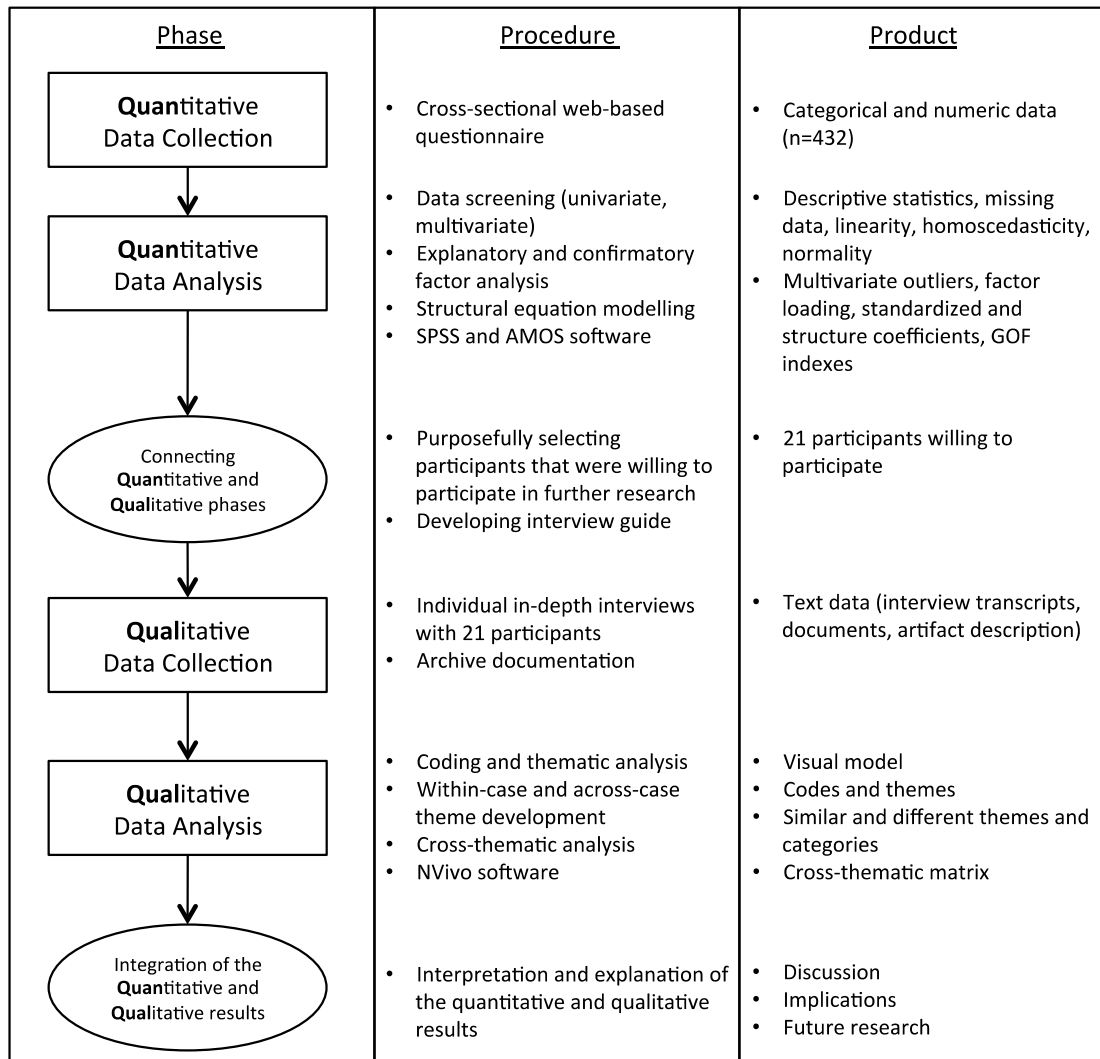 Phase
Procedure
Product
Quantitative
Data Collection
• Cross-sectional web-based
questionnaire
• Categorical and numeric data
(n=432)
Quantitative
Data Analysis
• Data screening (univariate,
multivariate)
• Explanatory and confirmatory
factor analysis
• Structural equation modelling
• SPSS and AMOS software
• Descriptive statistics, missing
data, linearity, homoscedasticity,
normality
• Multivariate outliers, factor
loading, standardized and
structure coefficients, GOF
indexes
Connecting
Quantitative and
Qualitative phases
• Purposefully selecting
participants that were willing to
participate in further research
• Developing interview guide
• 21 participants willing to
participate
Qualitative
Data Collection
• Individual in-depth interviews
with 21 participants
• Archive documentation
• Text data (interview transcripts,
documents, artifact description)
Qualitative
Data Analysis
• Coding and thematic analysis
• Within-case and across-case
theme development
• Cross-thematic analysis
• NVivo software
• Visual model
• Codes and themes
• Similar and different themes and
categories
• Cross-thematic matrix
Integration of the
Quantitative and
Qualitative results
• Interpretation and explanation of
the quantitative and qualitative
results
• Discussion
• Implications
• Future research